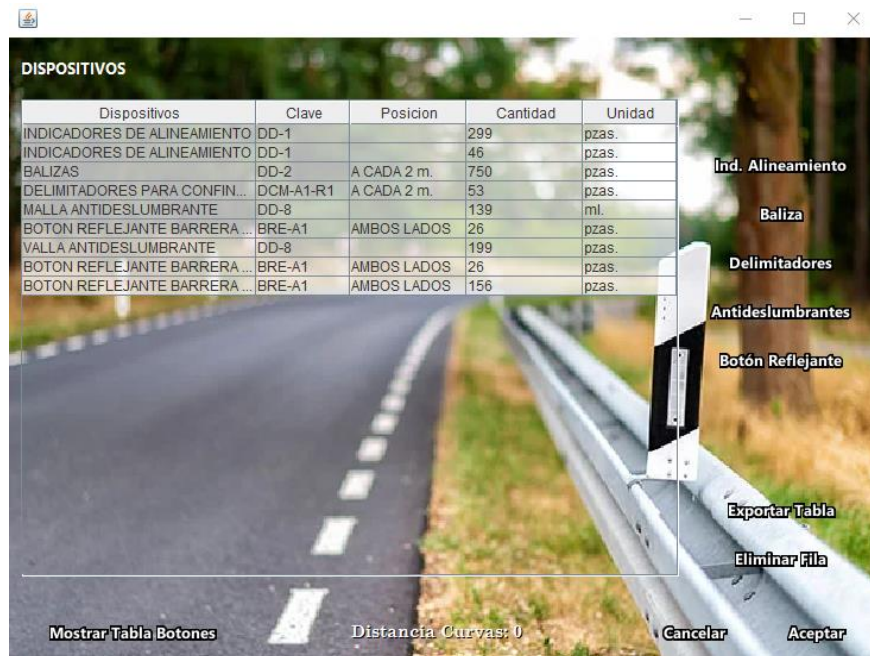 DISPOSITIVOS
Dispositivos Clave Posicion Cantidad Unidad
INDICADORES DE ALINEAMIENTO DD-1 299 pzas.
INDICADORES DE ALINEAMIENTO DD-1 46 pzas.
BALIZAS DD-2 A CADA 2 m. 750 pzas.
DELIMITADORES PARA CONFIN... DCM-A1-R1 A CADA 2 m. 53 pzas.
MALLA ANTIDESLUMBRANTE DD-8 139 ml.
BOTON REFLEJANTE BARRERA ... BRE-A1 AMBOS LADOS 26 pzas.
VALLA ANTIDESLUMBRANTE DD-8 199 pzas.
BOTON REFLEJANTE BARRERA ... BRE-A1 AMBOS LADOS 26 pzas.
BOTON REFLEJANTE BARRERA ... BRE-A1 AMBOS LADOS 156 pzas.
Ind. Alineamiento
Baliza
Delimitadores
Antideslumbrantes
Botón Reflejante
Exportar Tabla
Eliminar Fila
Mostrar Tabla Botones Distancia Curvas: 0 Cancelar Aceptar